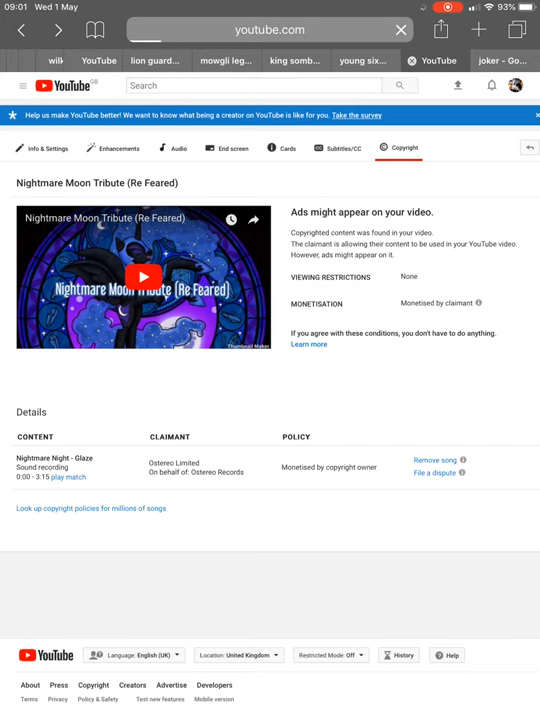 09:01 Wed 1 May
93%
youtube.com
wilk
YouTube
lion guard...
mowgli leg...
king somb...
young six...
YouTube
joker - Go...
YouTube GB
Search
Help us make YouTube better! We want to know what being a creator on YouTube is like for you. Take the survey
Info & Settings
Enhancements
Audio
End screen
Cards
CC Subtitles/CC
© Copyright
Nightmare Moon Tribute (Re Feared)
Nightmare Moon Tribute (Re Feared)
Nightmare Moon Tribute (Re Feared)
Thumbnail Maker
Ads might appear on your video.
Copyrighted content was found in your video.
The claimant is allowing their content to be used in your YouTube video.
However, ads might appear on it.
VIEWING RESTRICTIONS None
MONETISATION Monetised by claimant
If you agree with these conditions, you don't have to do anything.
Learn more
Details
CONTENT CLAIMANT POLICY
Nightmare Night - Glaze
Sound recording
0:00 - 3:15 play match
Ostereo Limited
On behalf of: Ostereo Records
Monetised by copyright owner
Remove song
File a dispute
Look up copyright policies for millions of songs
YouTube
Language: English (UK)
Location: United Kingdom
Restricted Mode: Off
History
Help
About Press Copyright Creators Advertise Developers
Terms Privacy Policy & Safety Test new features Mobile version